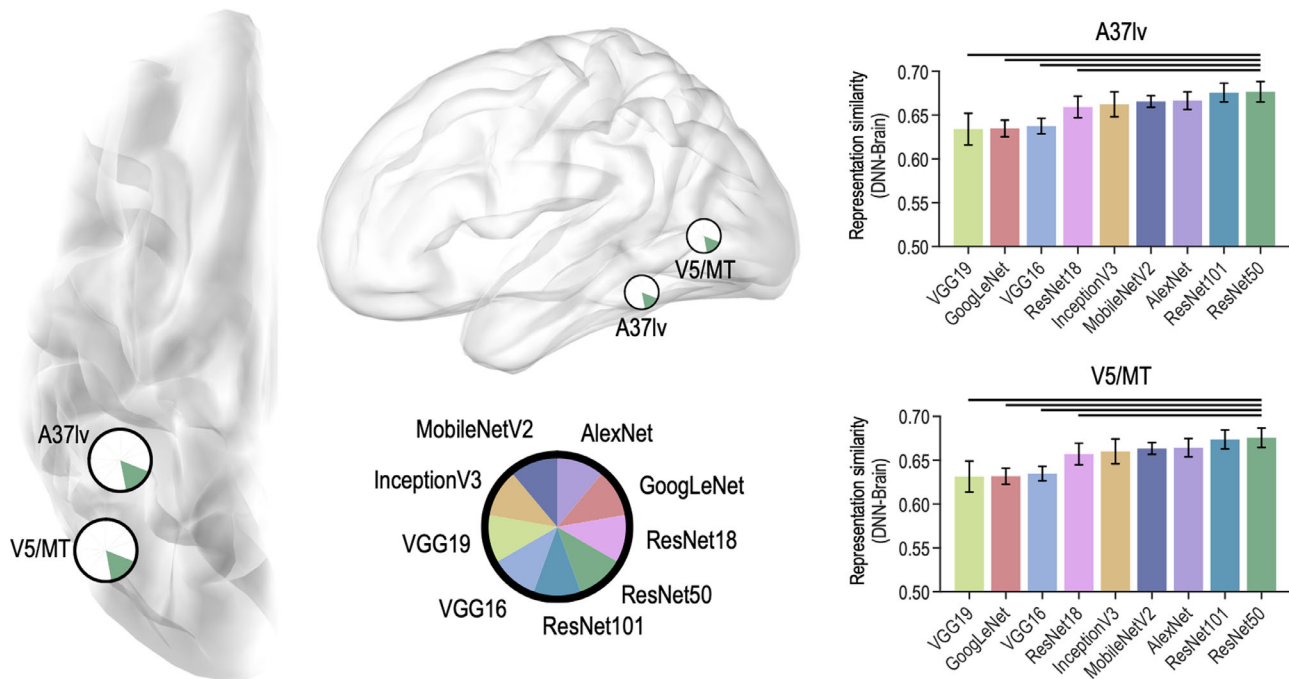 A37lv
V5/MT
V5/MT
A37lv
MobileNetV2
AlexNet
InceptionV3
GoogLeNet
VGG19
ResNet18
VGG16
ResNet50
ResNet101
A37lv
Representation similarity
(DNN-Brain)
0.70
0.65
0.60
0.55
0.50
VGG19
GoogLeNet
VGG16
ResNet18
InceptionV3
MobileNetV2
AlexNet
ResNet101
ResNet50
V5/MT
Representation similarity
(DNN-Brain)
0.70
0.65
0.60
0.55
0.50
VGG19
GoogLeNet
VGG16
ResNet18
InceptionV3
MobileNetV2
AlexNet
ResNet101
ResNet50